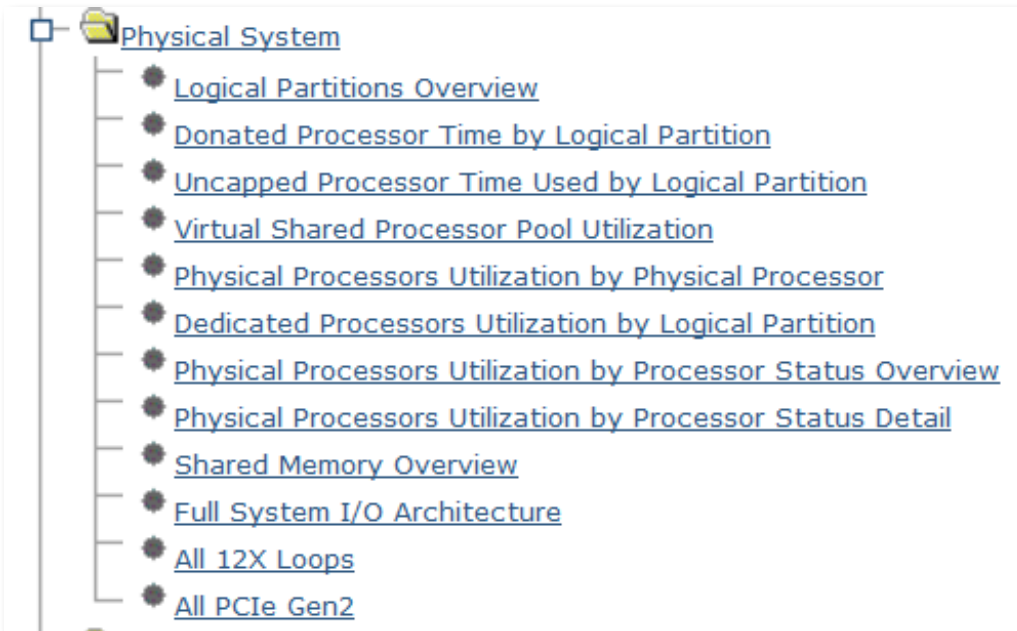 Physical System
Logical Partitions Overview
Donated Processor Time by Logical Partition
Uncapped Processor Time Used by Logical Partition
Virtual Shared Processor Pool Utilization
Physical Processors Utilization by Physical Processor
Dedicated Processors Utilization by Logical Partition
Physical Processors Utilization by Processor Status Overview
Physical Processors Utilization by Processor Status Detail
Shared Memory Overview
Full System I/O Architecture
All 12X Loops
All PCIe Gen2